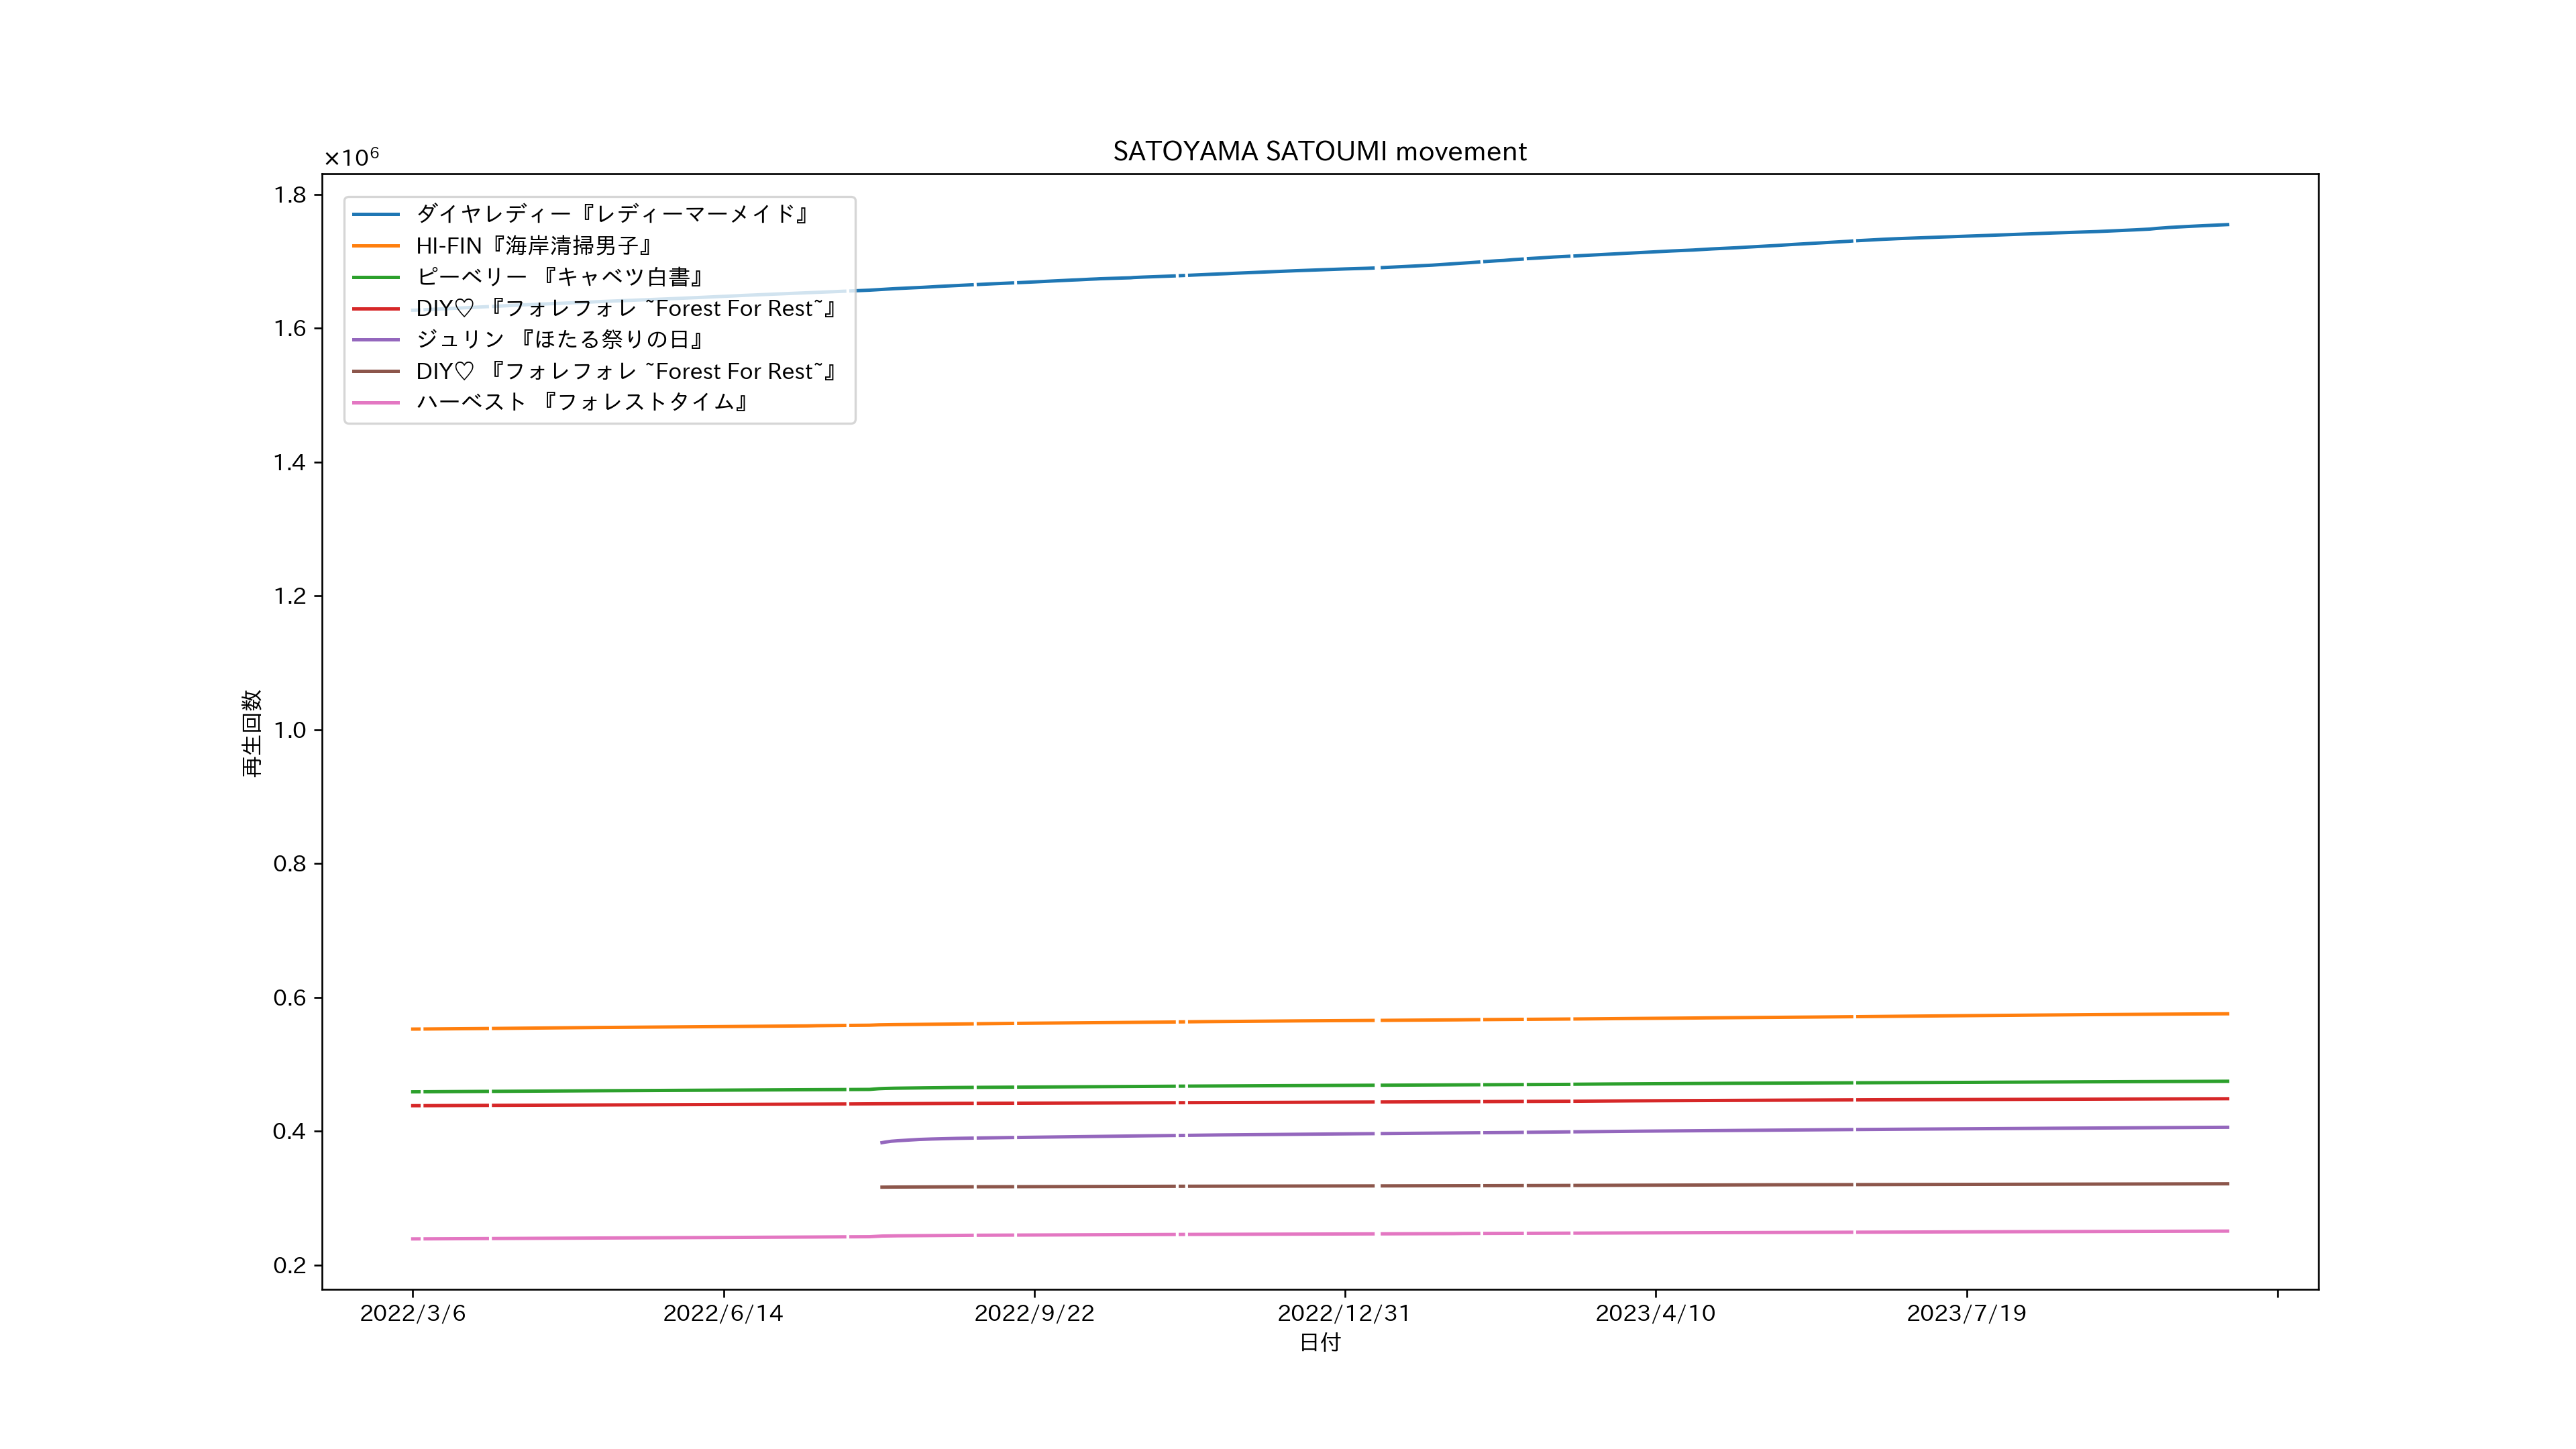 SATOYAMA SATOUMI movement
×10⁶
1.8
1.6
1.4
1.2
1.0
0.8
0.6
0.4
0.2
再生回数
ダイヤレディー『レディーマーメイド』
HI-FIN『海岸清掃男子』
ピーベリー 『キャベツ白書』
DIY♡ 『フォレフォレ ~Forest For Rest~』
ジュリン 『ほたる祭りの日』
DIY♡ 『フォレフォレ ~Forest For Rest~』
ハーベスト 『フォレストタイム』
2022/3/6 2022/6/14 2022/9/22 2022/12/31 2023/4/10 2023/7/19
日付